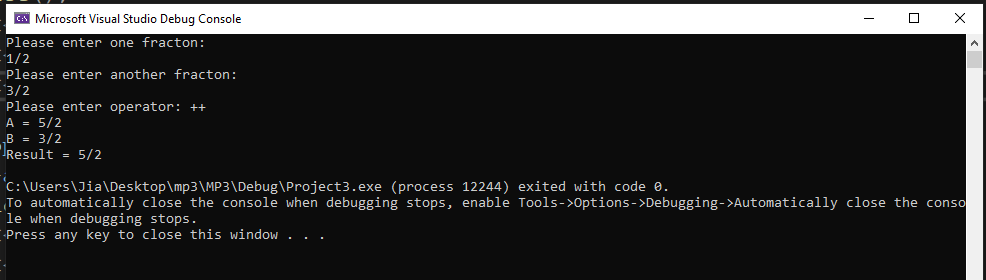 Microsoft Visual Studio Debug Console
Please enter one fracton:
1/2
Please enter another fracton:
3/2
Please enter operator: ++
A = 5/2
B = 3/2
Result = 5/2
C:\Users\Jia\Desktop\mp3\MP3\Debug\Project3.exe (process 12244) exited with code 0.
To automatically close the console when debugging stops, enable Tools->Options->Debugging->Automatically close the conso
le when debugging stops.
Press any key to close this window . . .